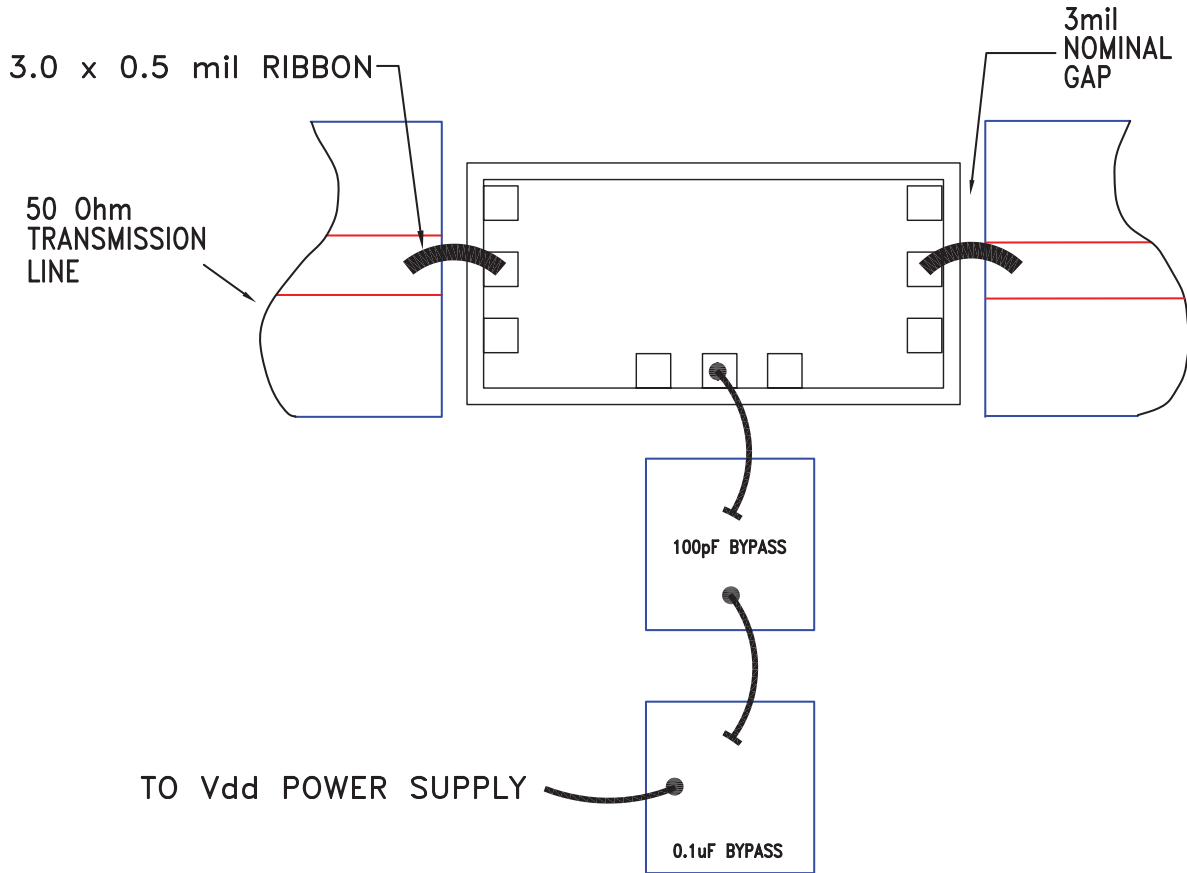 3mil
NOMINAL
GAP
3.0 x 0.5 mil RIBBON
50 Ohm
TRANSMISSION
LINE
100pF BYPASS
TO Vdd POWER SUPPLY
0.1uF BYPASS